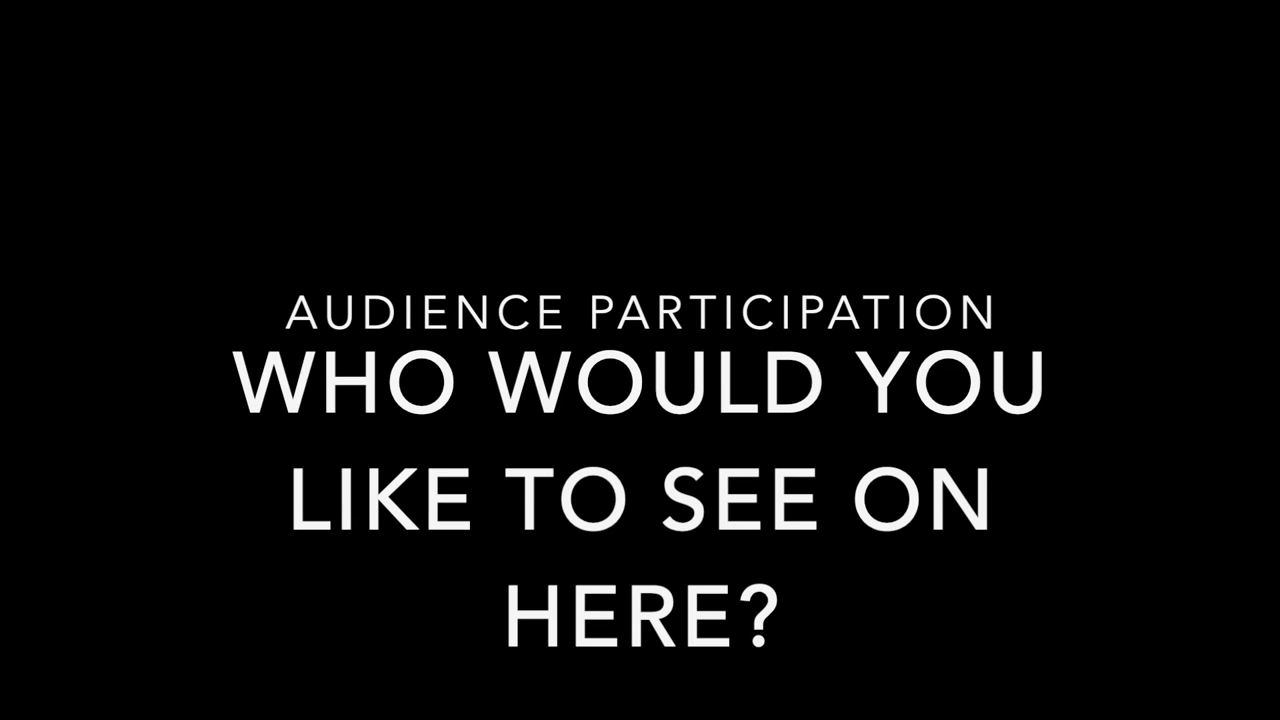 AUDIENCE PARTICIPATION
WHO WOULD YOU
LIKE TO SEE ON
HERE?